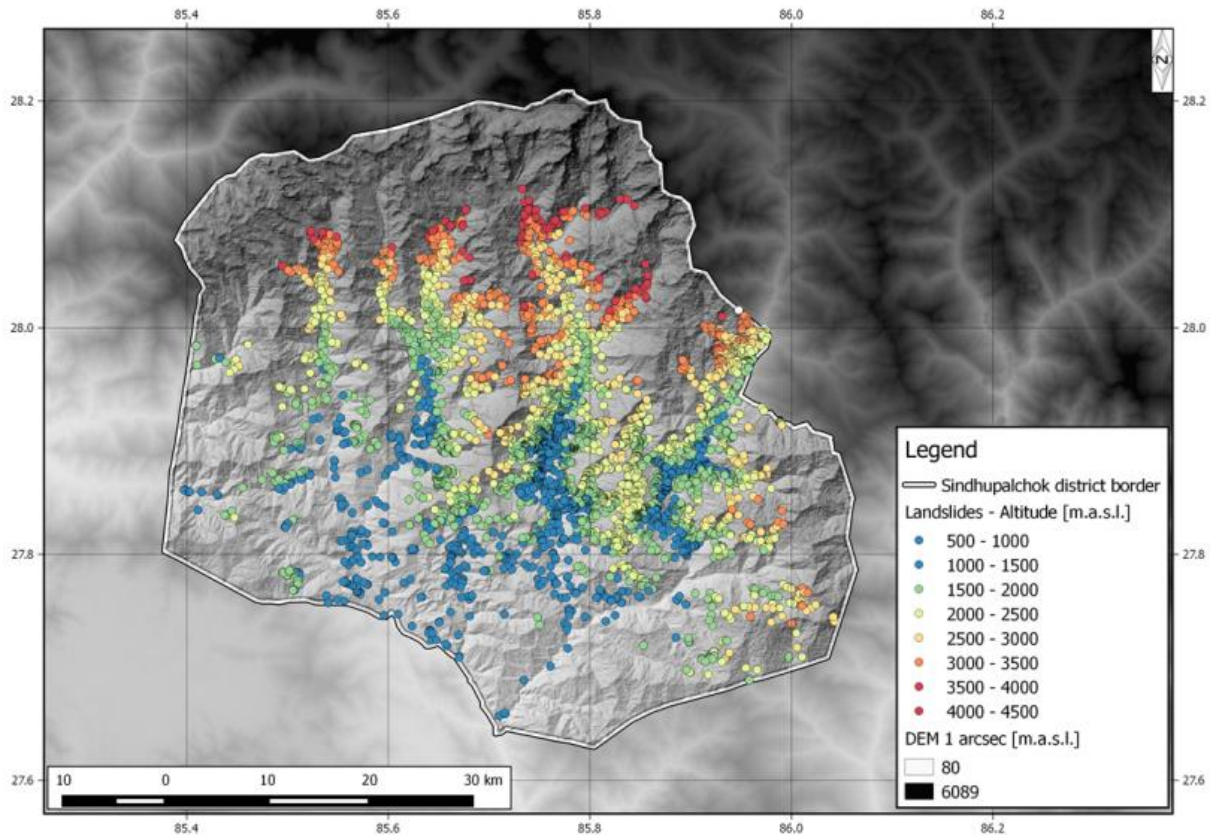 85.4 85.6 85.8 86.0 86.2
Z
28.2 28.2
28.0 28.0
27.8 27.8
27.6 27.6
Legend
Sindhupalchok district border
Landslides - Altitude [m.a.s.l.]
500 - 1000
1000 - 1500
1500 - 2000
2000 - 2500
2500 - 3000
3000 - 3500
3500 - 4000
4000 - 4500
DEM 1 arcsec [m.a.s.l.]
80
6089
10 0 10 20 30 km
85.4 85.6 85.8 86.0 86.2